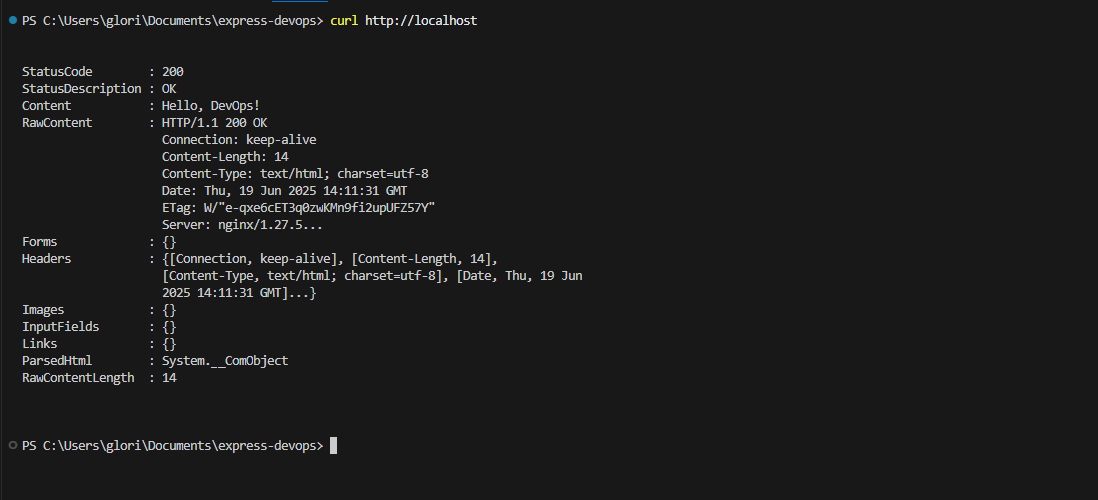 PS C:\Users\glori\Documents\express-devops> curl http://localhost
StatusCode        : 200
StatusDescription : OK
Content           : Hello, DevOps!
RawContent        : HTTP/1.1 200 OK
                    Connection: keep-alive
                    Content-Length: 14
                    Content-Type: text/html; charset=utf-8
                    Date: Thu, 19 Jun 2025 14:11:31 GMT
                    ETag: W/"e-qxe6cET3q0zwKMn9fi2upUFZ57Y"
                    Server: nginx/1.27.5...
Forms             : {}
Headers           : {[Connection, keep-alive], [Content-Length, 14],
                    [Content-Type, text/html; charset=utf-8], [Date, Thu, 19 Jun
                    2025 14:11:31 GMT]...}
Images            : {}
InputFields       : {}
Links             : {}
ParsedHtml        : System.__ComObject
RawContentLength  : 14
PS C:\Users\glori\Documents\express-devops>